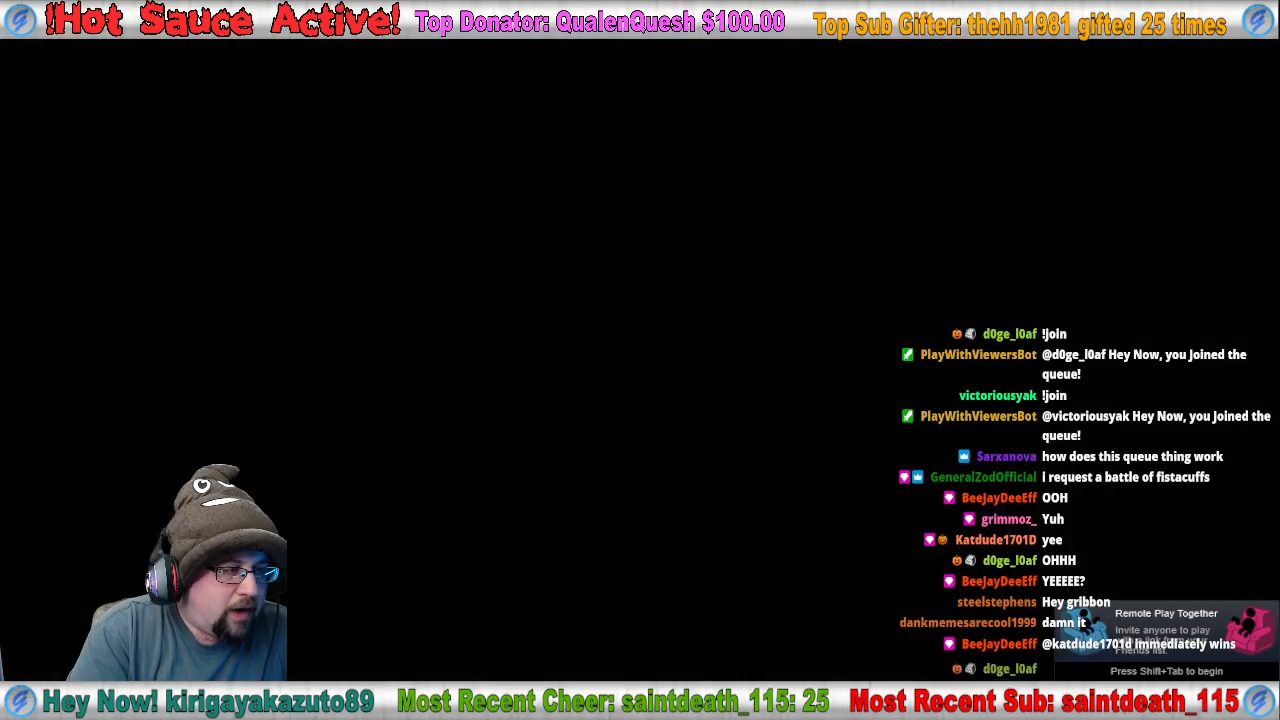 !Hot Sauce Active! Top Donator: QualenQuesh $100.00 Top Sub Gifter: thehh1981 gifted 25 times
d0ge_l0af !join
PlayWithViewersBot @d0ge_l0af Hey Now, you Joined the
queue!
victoriousyak !join
PlayWithViewersBot @victoriousyak Hey Now, you Joined the
queue!
Sarxanova how does this queue thing work
GeneralZodOfficial I request a battle of fistacuffs
BeeJayDeeEff OOH
grimmoz_ Yuh
Katdude1701D yee
d0ge_l0af OHHH
BeeJayDeeEff YEEEEE?
steelstephens Hey gribbon
Remote Play Together
dankmemesarecool1999 damn it
Invite anyone to play
BeeJayDeeEff @katdude1701d immediately wins
Friends list.
d0ge_l0af
Press Shift+Tab to begin
Hey Now! kirigayakazuto89 Most Recent Cheer: saintdeath_115: 25 Most Recent Sub: saintdeath_115